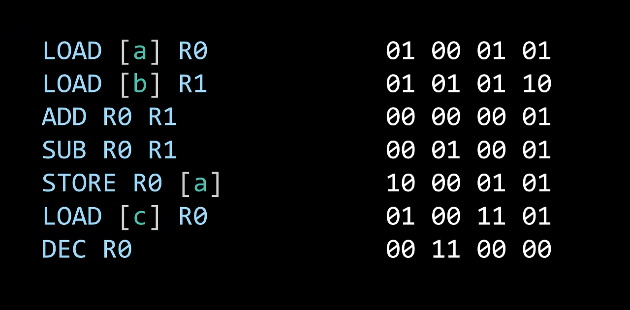 LOAD [a] R0 01 00 01 01
LOAD [b] R1 01 01 01 10
ADD R0 R1 00 00 00 01
SUB R0 R1 00 01 00 01
STORE R0 [a] 10 00 01 01
LOAD [c] R0 01 00 11 01
DEC R0 00 11 00 00